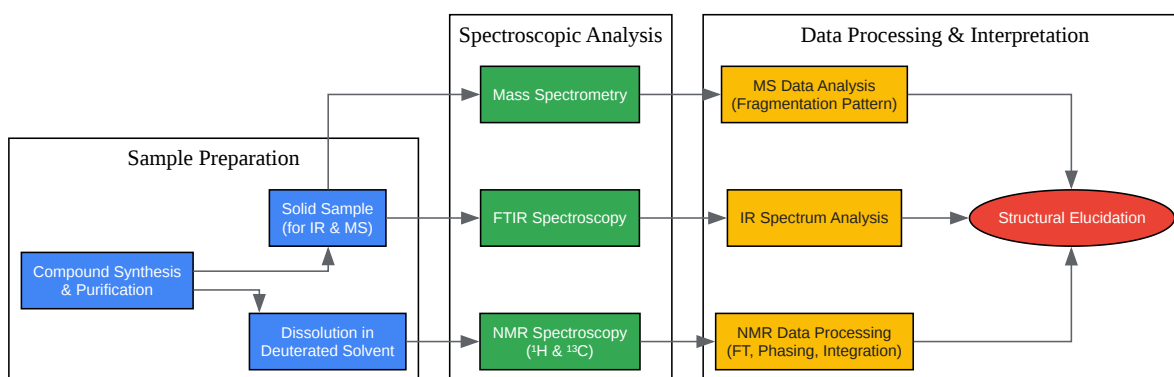 Sample Preparation
Compound Synthesis
& Purification
Solid Sample
(for IR & MS)
Dissolution in
Deuterated Solvent
Spectroscopic Analysis
Mass Spectrometry
FTIR Spectroscopy
NMR Spectroscopy
(¹H & ¹³C)
Data Processing & Interpretation
MS Data Analysis
(Fragmentation Pattern)
IR Spectrum Analysis
NMR Data Processing
(FT, Phasing, Integration)
Structural Elucidation